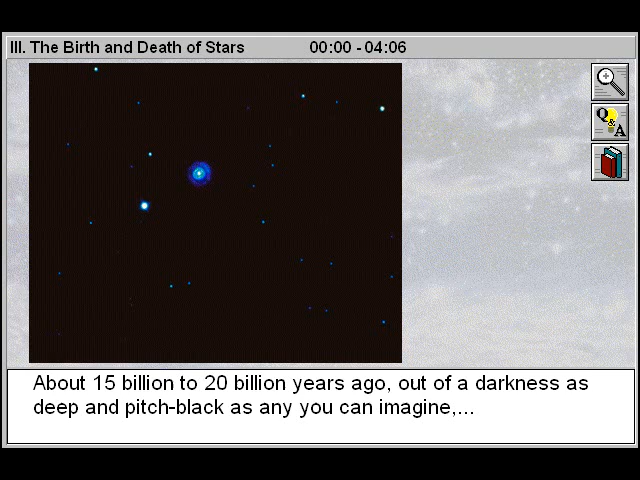 III. The Birth and Death of Stars 00:00 - 04:06
Q&A
About 15 billion to 20 billion years ago, out of a darkness as
deep and pitch-black as any you can imagine,...